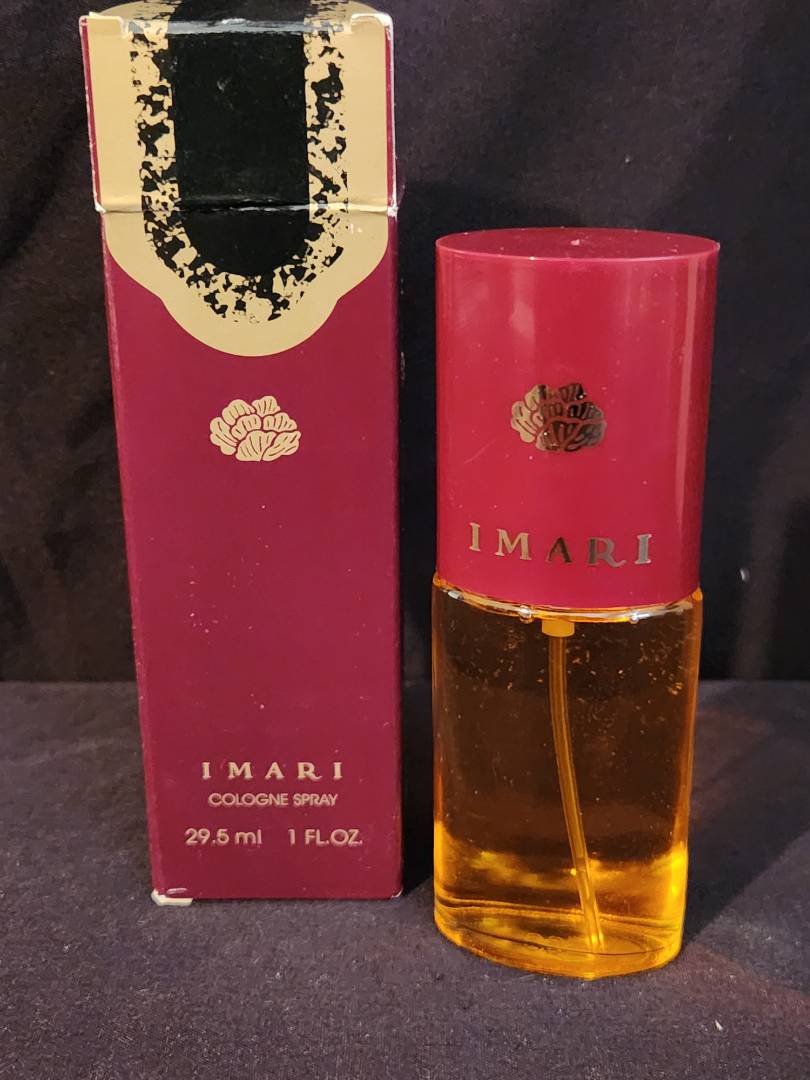 IMARI
COLOGNE SPRAY
29.5 ml 1 FL.OZ.
IMARI